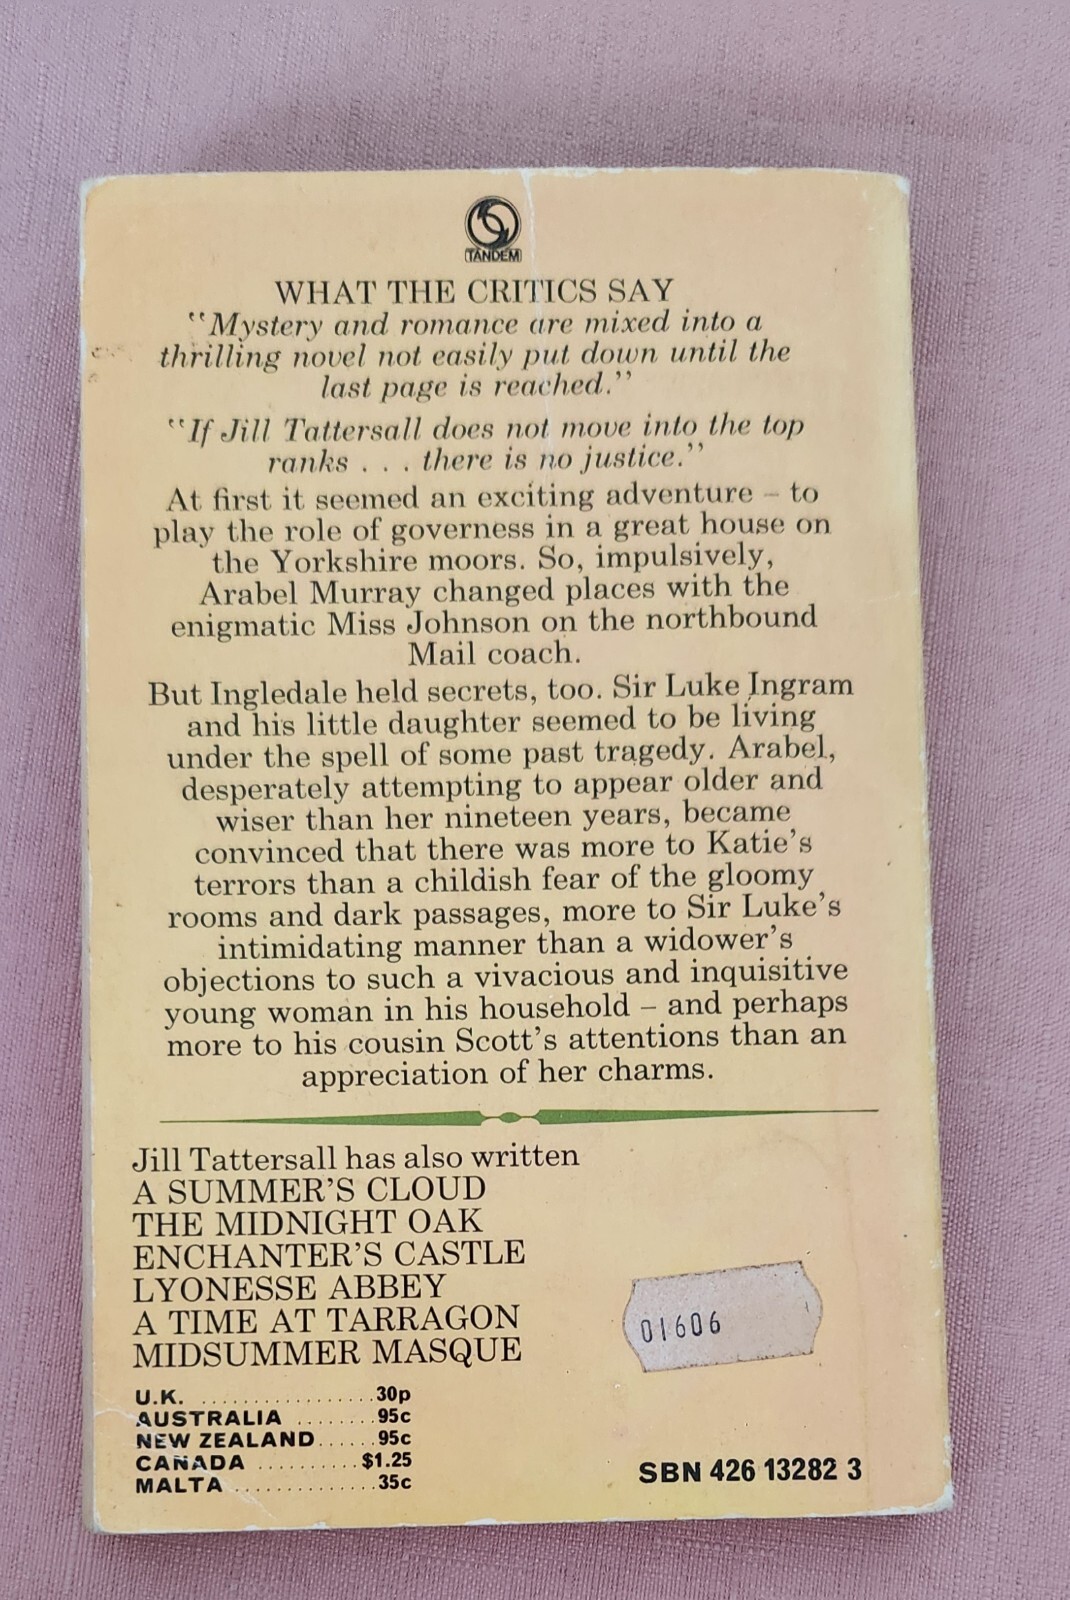 TANDEM
WHAT THE CRITICS SAY
"Mystery and romance are mixed into a
thrilling novel not easily put down until the
last page is reached."
"If Jill Tattersall does not move into the top
ranks . . . there is no justice."
At first it seemed an exciting adventure – to
play the role of governess in a great house on
the Yorkshire moors. So, impulsively,
Arabel Murray changed places with the
enigmatic Miss Johnson on the northbound
Mail coach.
But Ingledale held secrets, too. Sir Luke Ingram
and his little daughter seemed to be living
under the spell of some past tragedy. Arabel,
desperately attempting to appear older and
wiser than her nineteen years, became
convinced that there was more to Katie's
terrors than a childish fear of the gloomy
rooms and dark passages, more to Sir Luke's
intimidating manner than a widower's
objections to such a vivacious and inquisitive
young woman in his household – and perhaps
more to his cousin Scott's attentions than an
appreciation of her charms.
Jill Tattersall has also written
A SUMMER'S CLOUD
THE MIDNIGHT OAK
ENCHANTER'S CASTLE
LYONESSE ABBEY
A TIME AT TARRAGON
MIDSUMMER MASQUE
01606
U.K. .................30p
AUSTRALIA ........95c
NEW ZEALAND......95c
CANADA ..........$1.25
MALTA ..............35c
SBN 426 13282 3